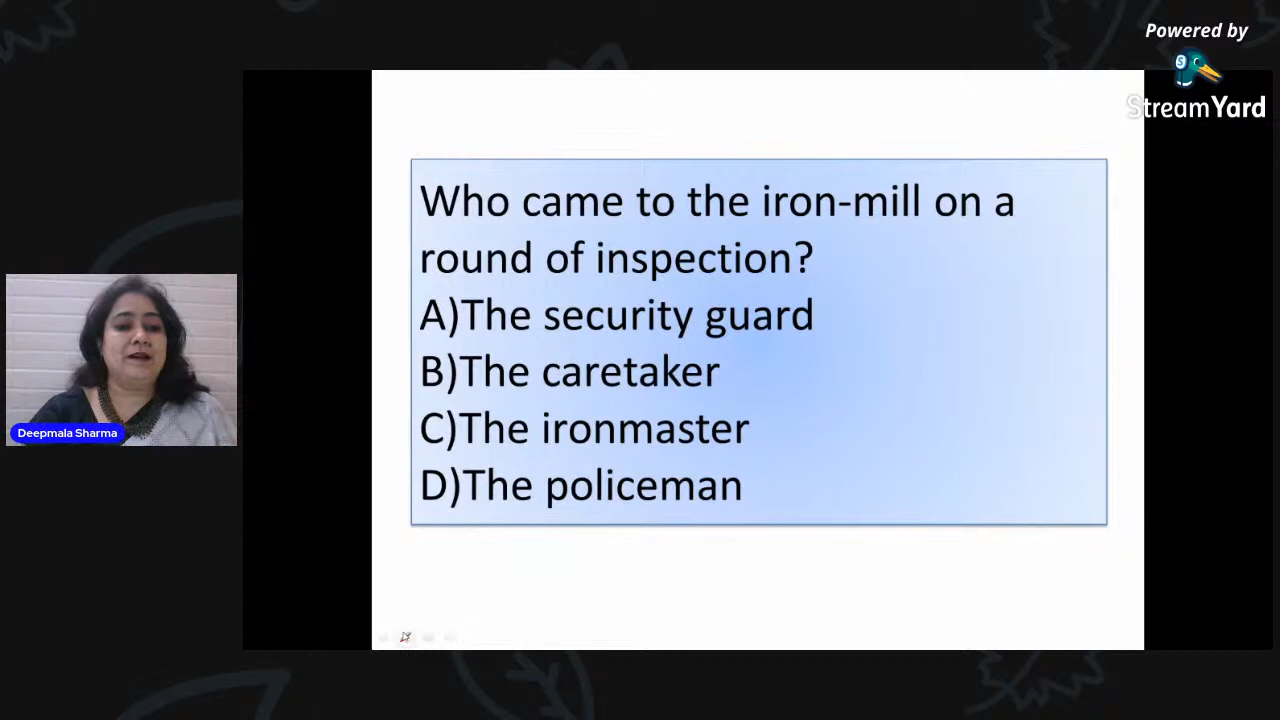 Powered by
StreamYard
Who came to the iron-mill on a
round of inspection?
A)The security guard
B)The caretaker
C)The ironmaster
D)The policeman
Deepmala Sharma